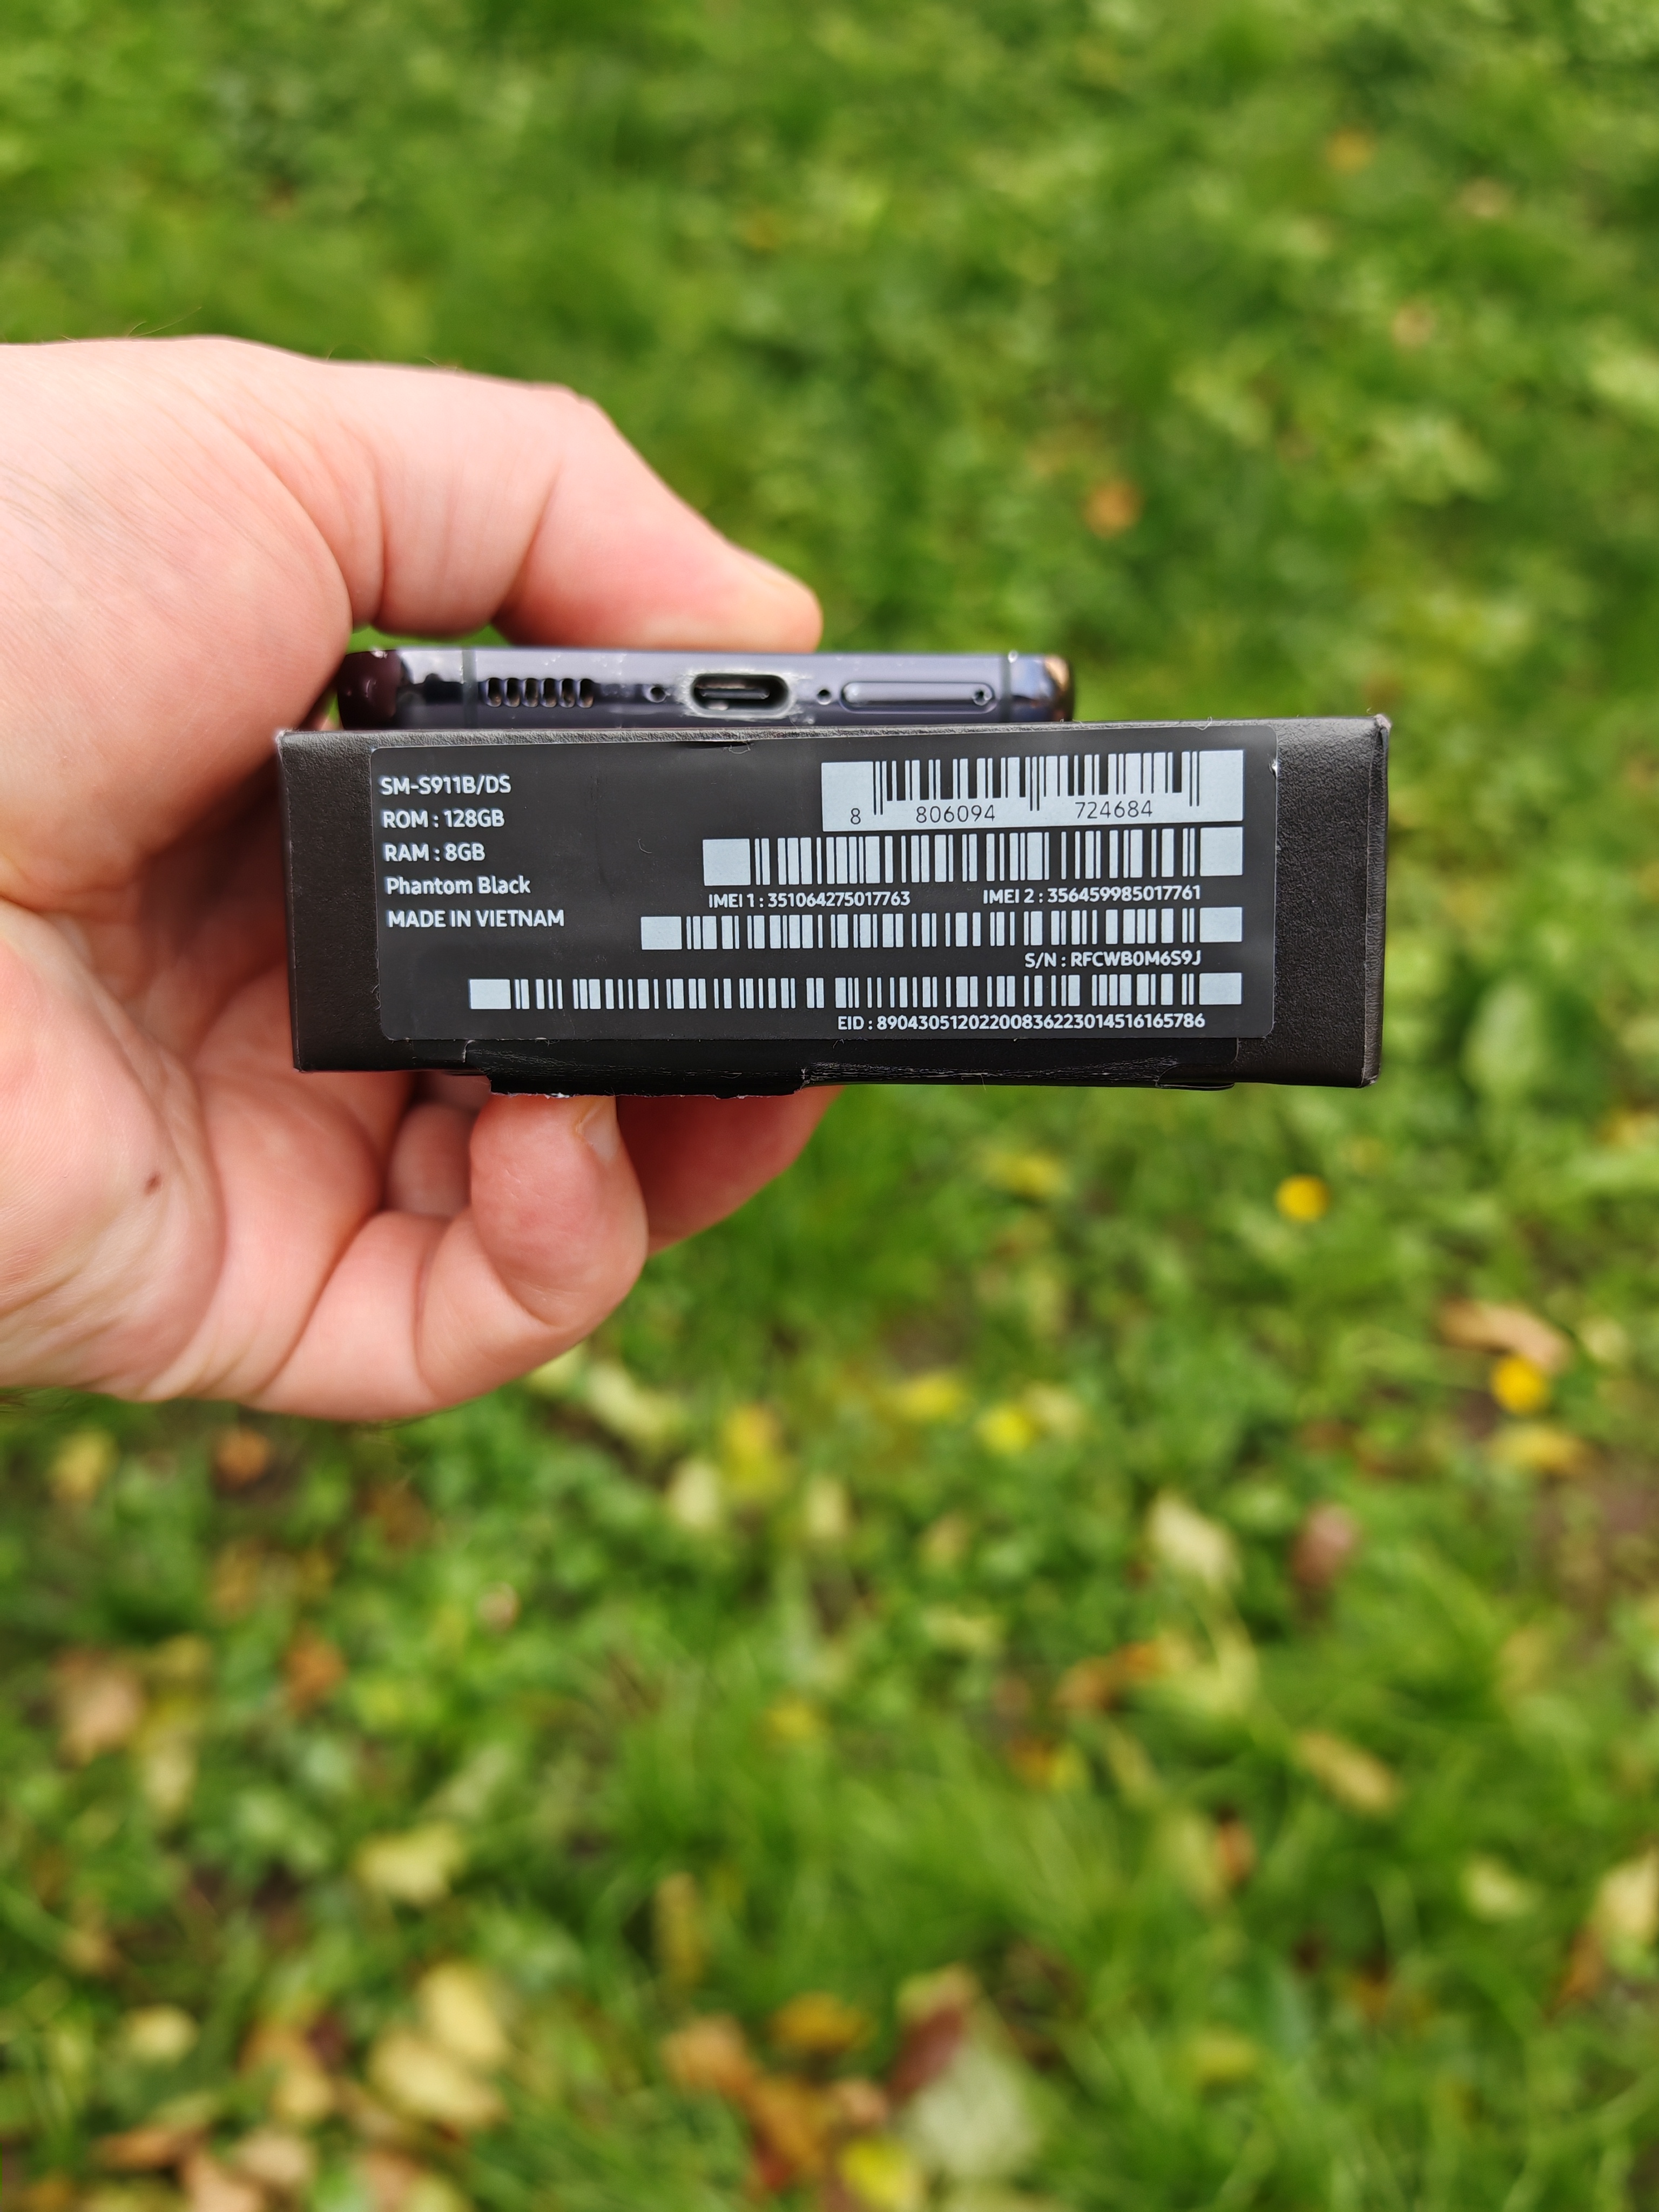 SM-S911B/DS
ROM : 128GB
RAM : 8GB
Phantom Black
MADE IN VIETNAM
8 806094 724684
IMEI 1 : 351064275017763 IMEI 2 : 356459985017761
S/N : RFCWB0M6S9J
EID : 89043051202200836223014516165786